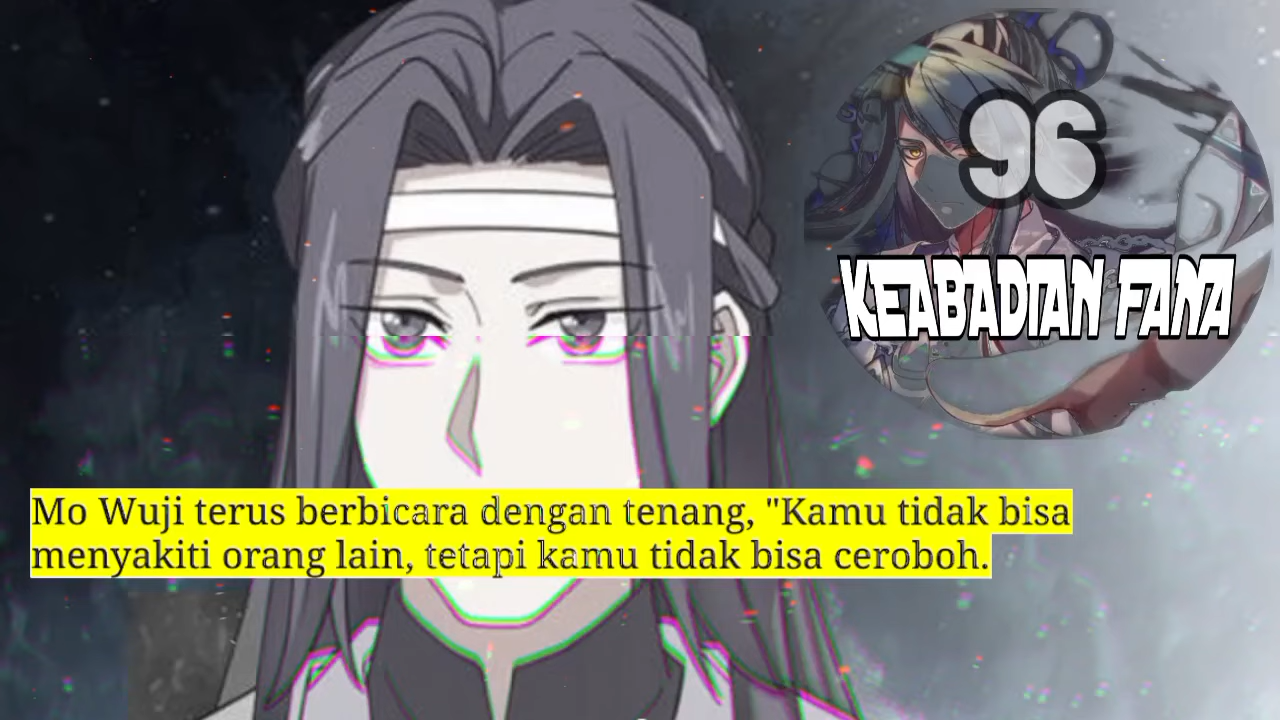 96
KEABADIAN FANA
Mo Wuji terus berbicara dengan tenang, "Kamu tidak bisa
menyakiti orang lain, tetapi kamu tidak bisa ceroboh.